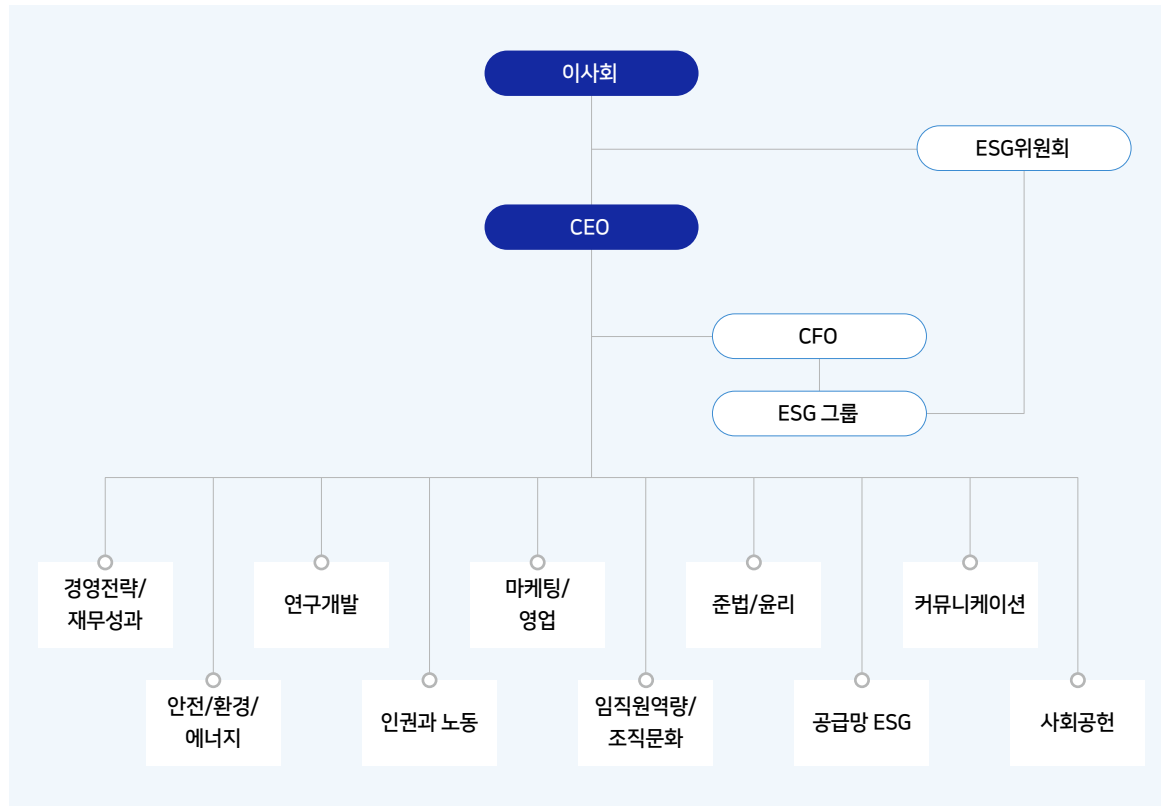 이사회
ESG위원회
CEO
CFO
ESG 그룹
경영전략/
재무성과
연구개발
마케팅/
영업
준법/윤리
커뮤니케이션
안전/환경/
에너지
인권과 노동
임직원역량/
조직문화
공급망 ESG
사회공헌